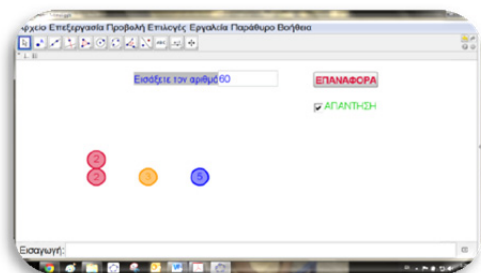 Αρχείο Επεξεργασία Προβολή Επιλογές Εργαλεία Παράθυρο Βοήθεια
Εισάξετε τον αριθμό 60
ΕΠΑΝΑΦΟΡΑ
ΑΠΑΝΤΗΣΗ
2
2 3 5
Εισαγωγή: